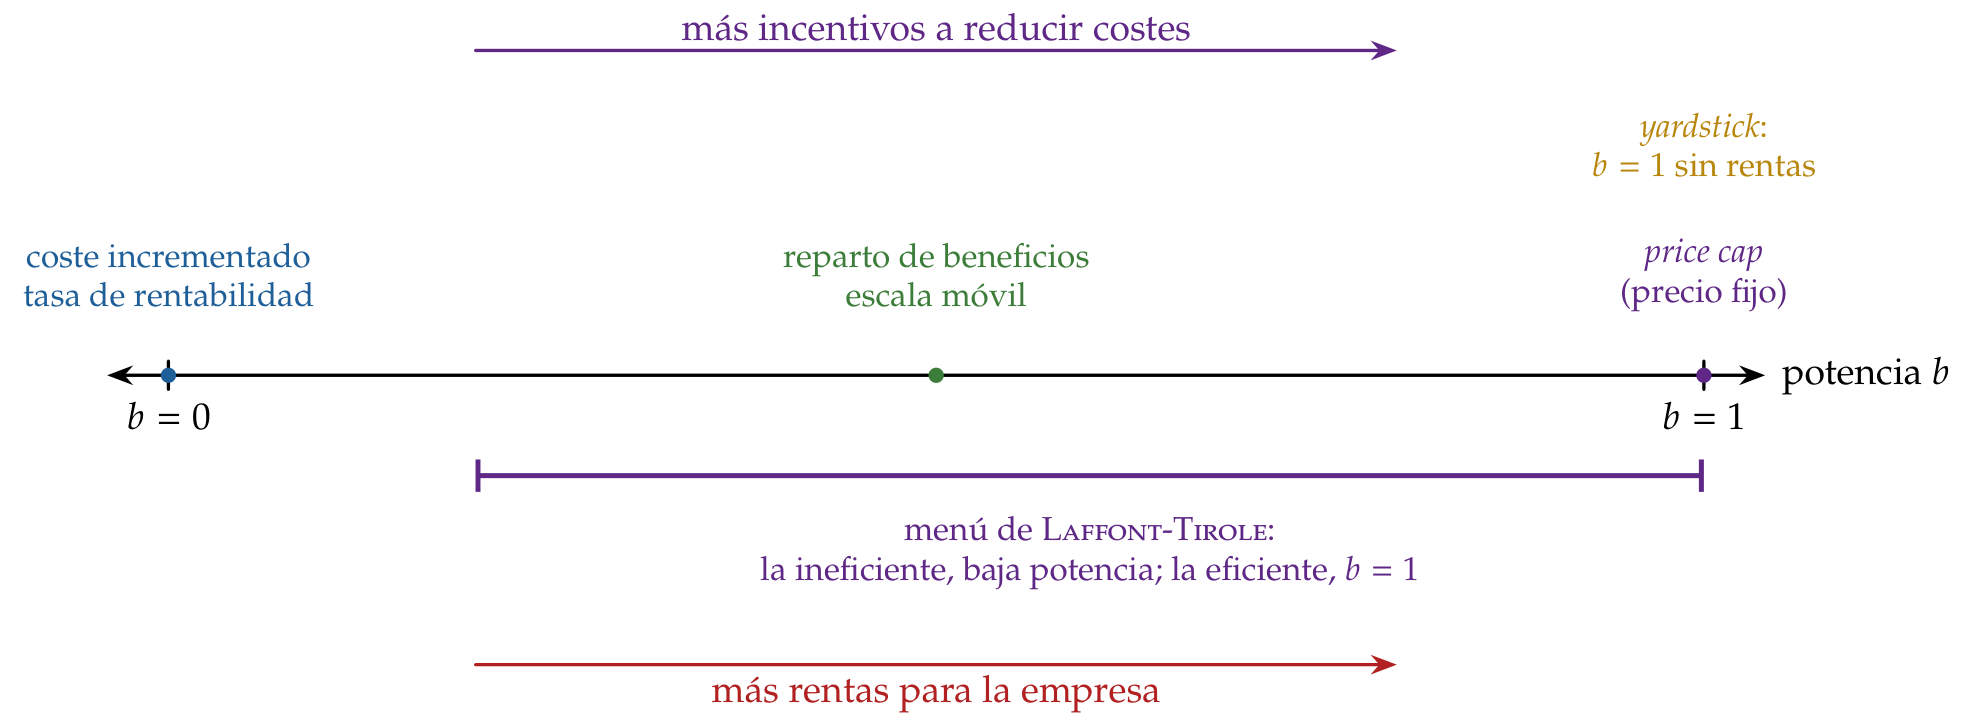 más incentivos a reducir costes
yardstick:
b = 1 sin rentas
coste incrementado
tasa de rentabilidad
reparto de beneficios
escala móvil
price cap
(precio fijo)
potencia b
b = 0
b = 1
menú de Laffont-Tirole:
la ineficiente, baja potencia; la eficiente, b = 1
más rentas para la empresa